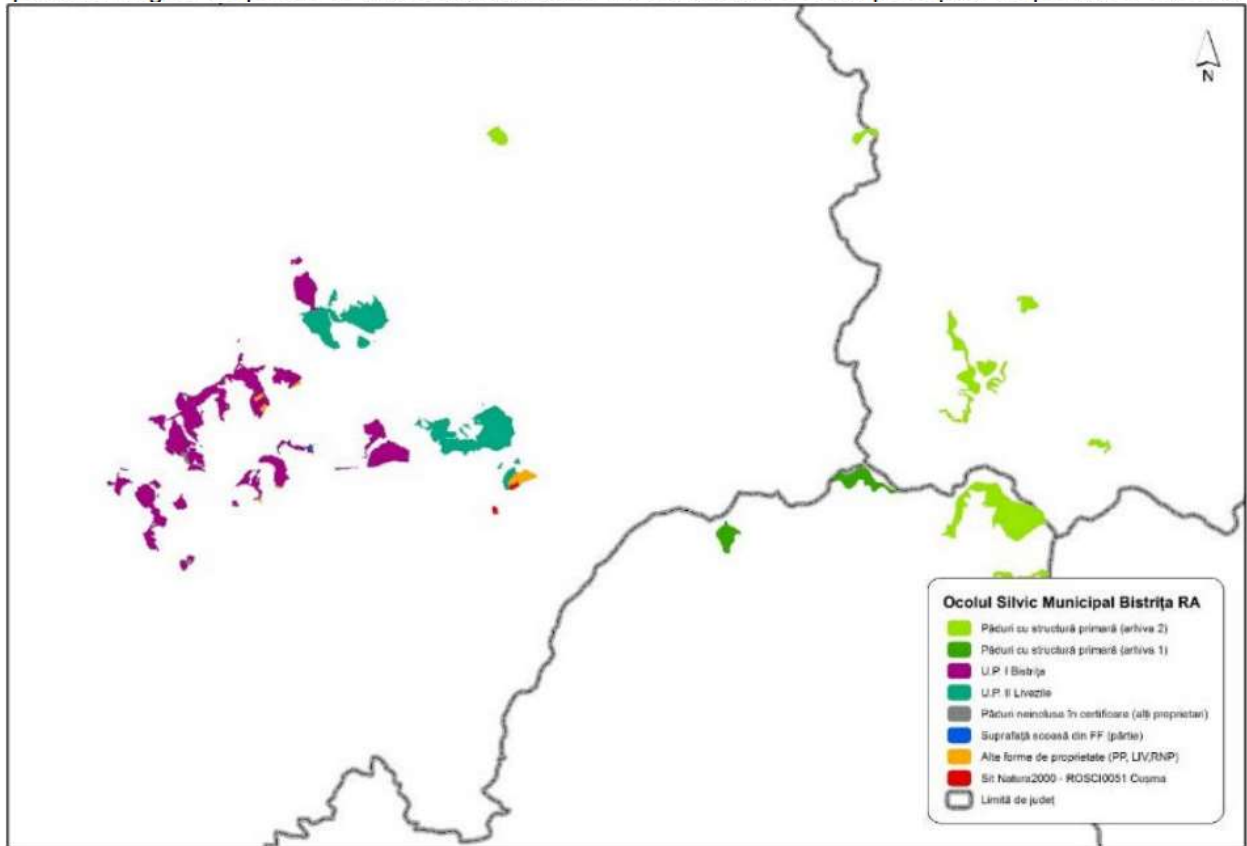 N
Ocolul Silvic Municipal Bistrița RA
Păduri cu structură primară (arhiva 2)
Păduri cu structură primară (arhiva 1)
U.P. I Bistrița
U.P. II Livezile
Păduri neincluse în certificare (alți proprietari)
Suprafață scoasă din FF (pârtie)
Alte forme de proprietate (PP, LIV,RNP)
Sit Natura2000 - ROSCI0051 Cușma
Limită de județ